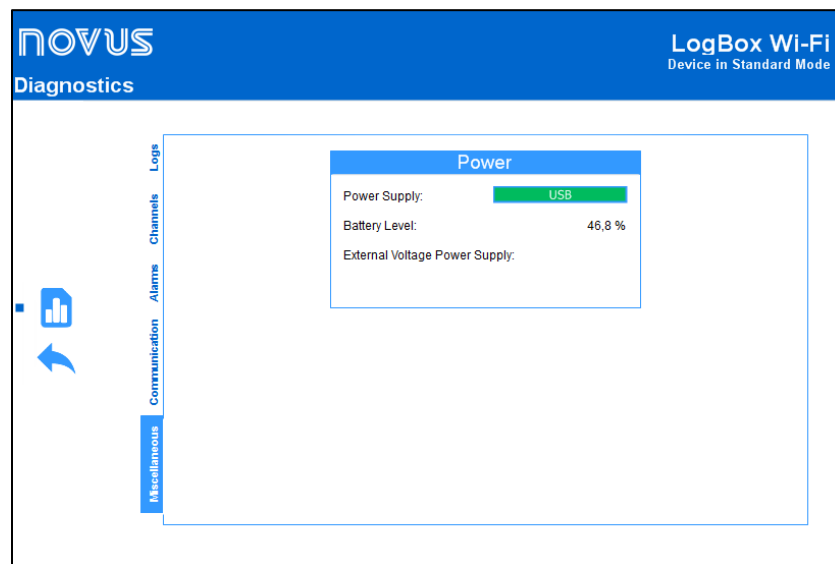 NOVUS
LogBox Wi-Fi
Device in Standard Mode
Diagnostics
Logs
Channels
Alarms
Communication
Miscellaneous
Power
Power Supply: USB
Battery Level: 46,8 %
External Voltage Power Supply: